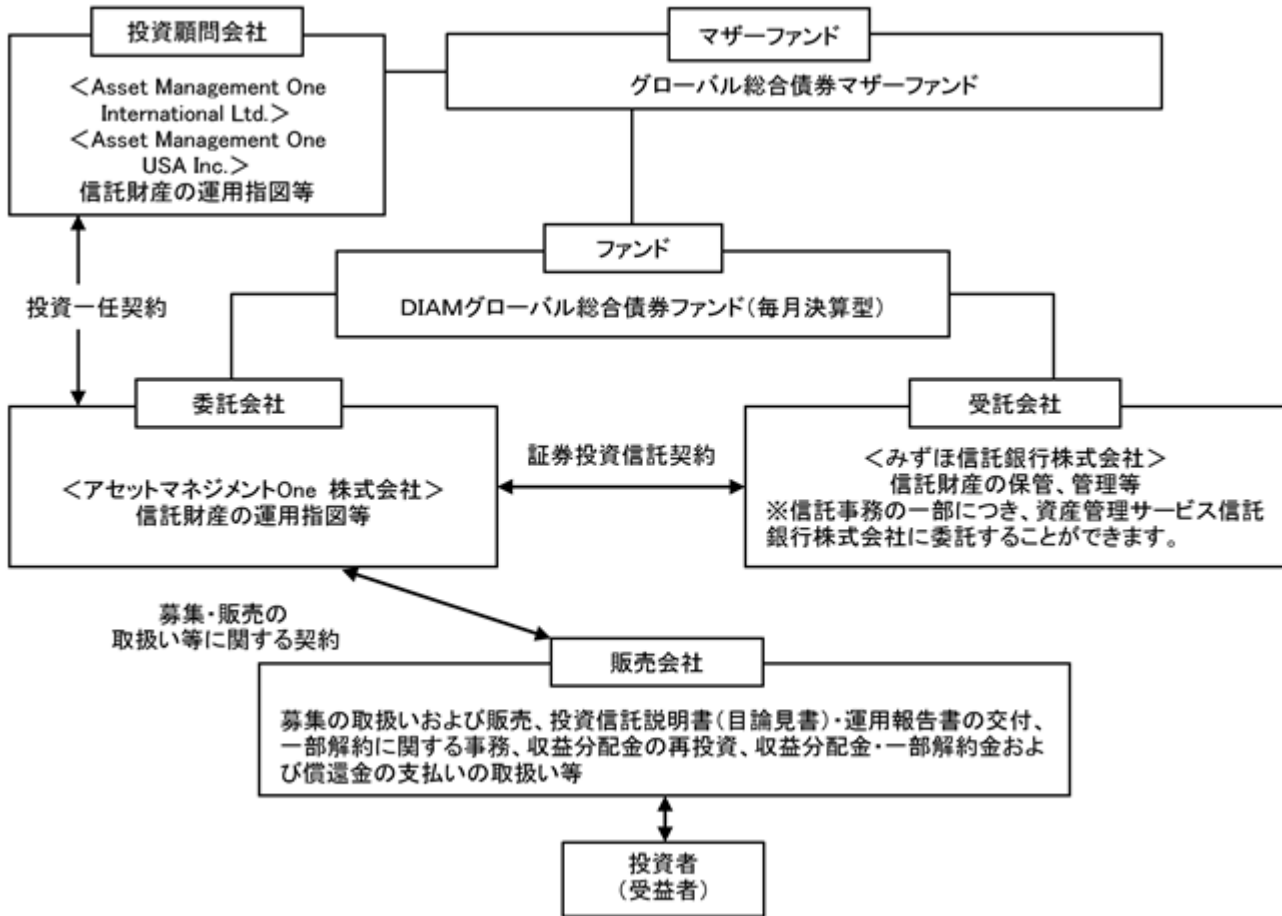 投資顧問会社
＜Asset Management One
International Ltd.＞
＜Asset Management One
USA Inc.＞
信託財産の運用指図等
マザーファンド
グローバル総合債券マザーファンド
ファンド
DIAMグローバル総合債券ファンド（毎月決算型）
投資一任契約
委託会社
＜アセットマネジメントOne 株式会社＞
信託財産の運用指図等
証券投資信託契約
受託会社
＜みずほ信託銀行株式会社＞
信託財産の保管、管理等
※信託事務の一部につき、資産管理サービス信託
銀行株式会社に委託することができます。
募集・販売の
取扱い等に関する契約
販売会社
募集の取扱いおよび販売、投資信託説明書（目論見書）・運用報告書の交付、
一部解約に関する事務、収益分配金の再投資、収益分配金・一部解約金およ
び償還金の支払いの取扱い等
投資者
（受益者）